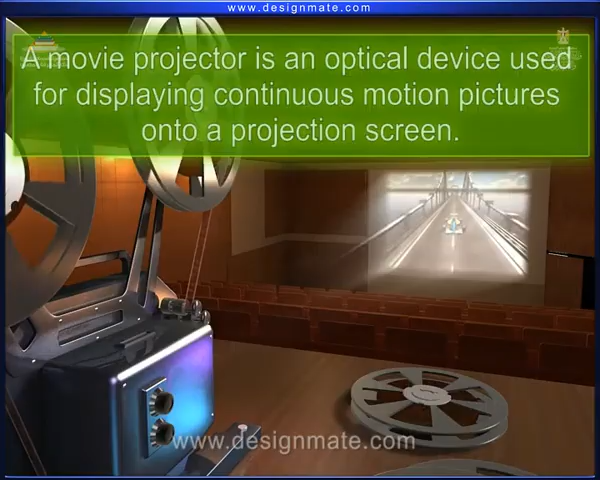 www.designmate.com
A movie projector is an optical device used
for displaying continuous motion pictures
onto a projection screen.
www.designmate.com